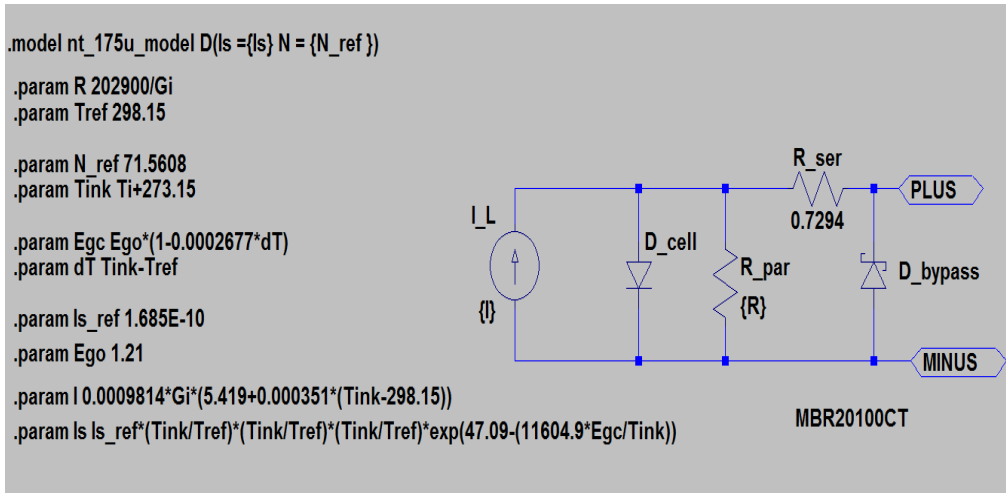 .model nt_175u_model D(Is ={Is} N = {N_ref })
.param R 202900/Gi
.param Tref 298.15
.param N_ref 71.5608
.param Tink Ti+273.15
.param Egc Ego*(1-0.0002677*dT)
.param dT Tink-Tref
.param Is_ref 1.685E-10
.param Ego 1.21
.param I 0.0009814*Gi*(5.419+0.000351*(Tink-298.15))
.param Is Is_ref*(Tink/Tref)*(Tink/Tref)*(Tink/Tref)*exp(47.09-(11604.9*Egc/Tink))
R_ser
PLUS
0.7294
I_L
D_cell
R_par
D_bypass
{I}
{R}
MINUS
MBR20100CT